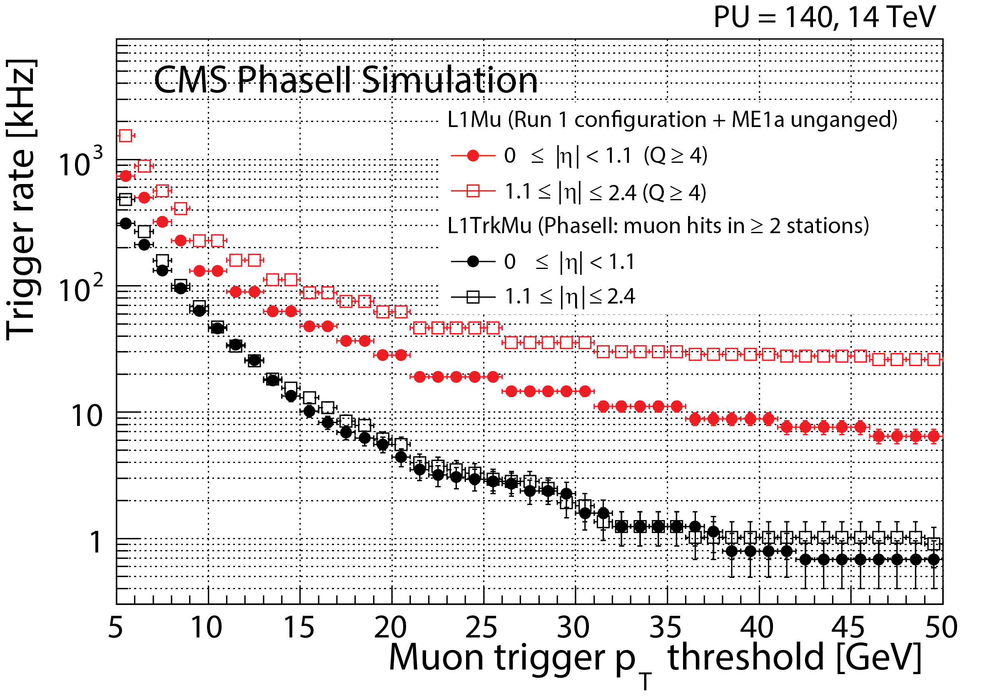 PU = 140, 14 TeV
CMS PhaseII Simulation
L1Mu (Run 1 configuration + ME1a unganged)
0 ≤ |η| < 1.1 (Q ≥ 4)
1.1 ≤ |η| ≤ 2.4 (Q ≥ 4)
L1TrkMu (PhaseII: muon hits in ≥ 2 stations)
0 ≤ |η| < 1.1
1.1 ≤ |η| ≤ 2.4
Trigger rate [kHz]
10³
10²
10
1
5 10 15 20 25 30 35 40 45 50
Muon trigger p_T threshold [GeV]